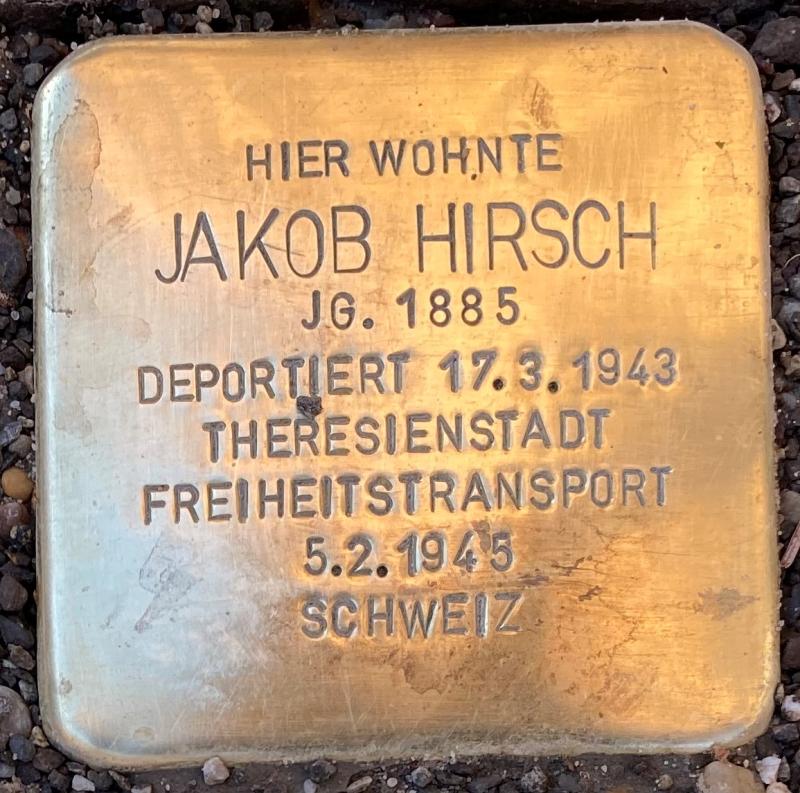 HIER WOHNTE
JAKOB HIRSCH
JG. 1885
DEPORTIERT 17.3.1943
THERESIENSTADT
FREIHEITSTRANSPORT
5.2.1945
SCHWEIZ